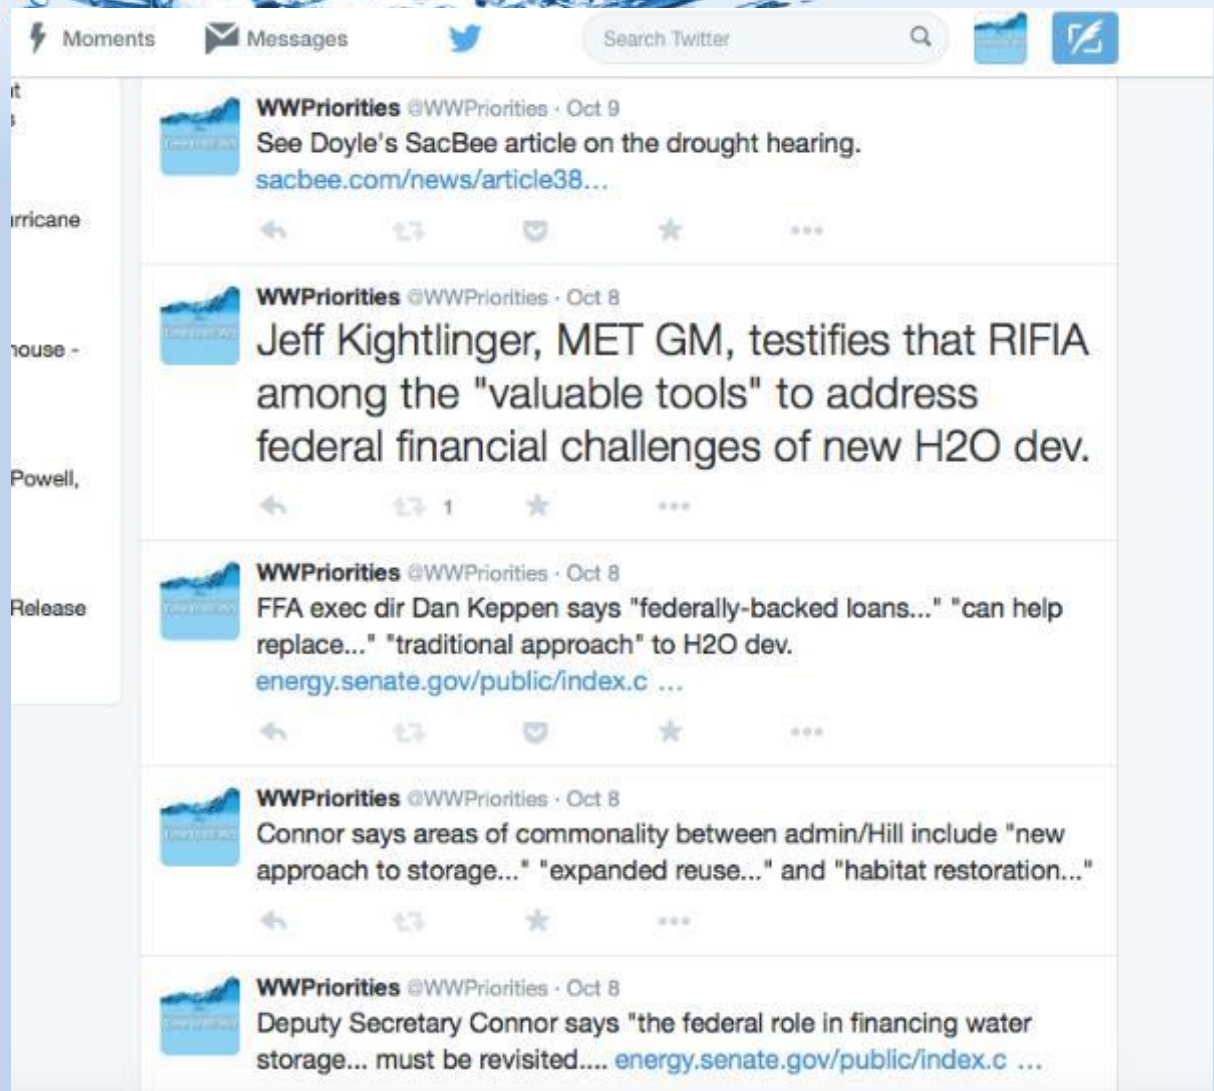 Moments
Messages
Search Twitter
rricane
ouse -
Powell,
Release
WWPriorities @WWPriorities · Oct 9
See Doyle's SacBee article on the drought hearing.
sacbee.com/news/article38...
WWPriorities @WWPriorities · Oct 8
Jeff Kightlinger, MET GM, testifies that RIFIA
among the "valuable tools" to address
federal financial challenges of new H2O dev.
1
WWPriorities @WWPriorities · Oct 8
FFA exec dir Dan Keppen says "federally-backed loans..." "can help
replace..." "traditional approach" to H2O dev.
energy.senate.gov/public/index.c ...
WWPriorities @WWPriorities · Oct 8
Connor says areas of commonality between admin/Hill include "new
approach to storage..." "expanded reuse..." and "habitat restoration..."
WWPriorities @WWPriorities · Oct 8
Deputy Secretary Connor says "the federal role in financing water
storage... must be revisited.... energy.senate.gov/public/index.c ...